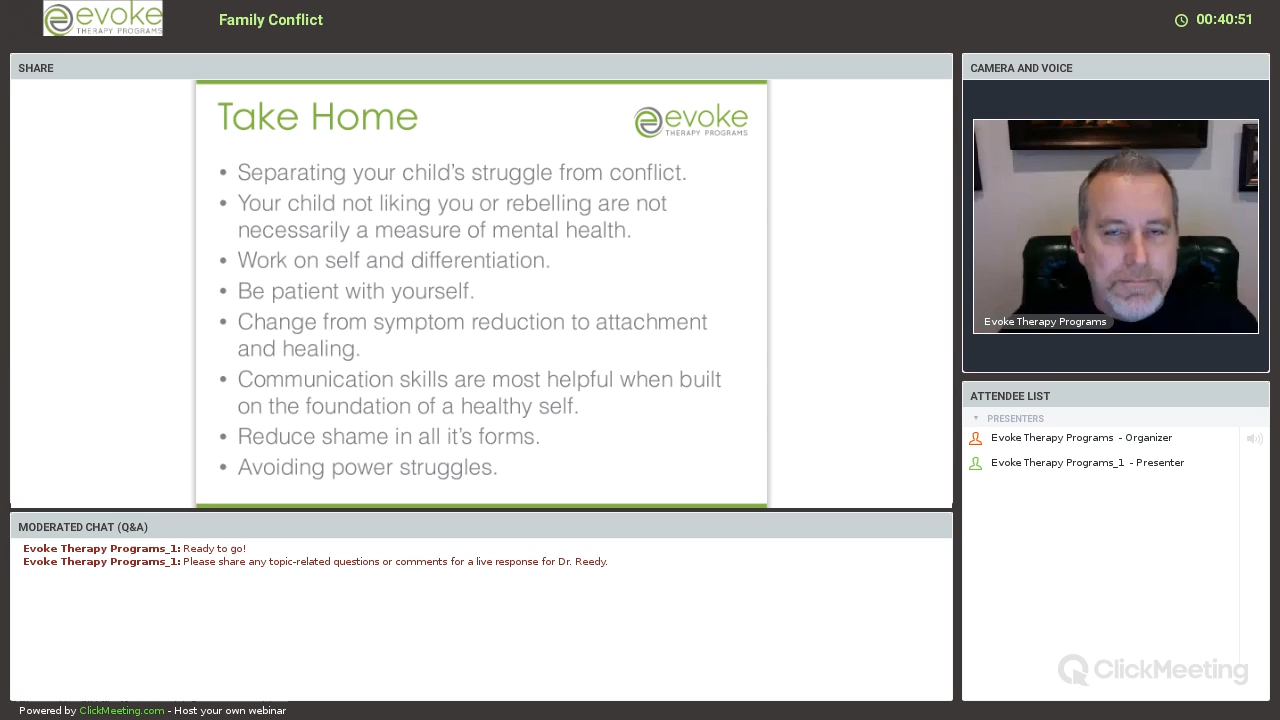 evoke
THERAPY PROGRAMS
Family Conflict
00:40:51
SHARE
Take Home
evoke
THERAPY PROGRAMS
• Separating your child's struggle from conflict.
• Your child not liking you or rebelling are not
necessarily a measure of mental health.
• Work on self and differentiation.
• Be patient with yourself.
• Change from symptom reduction to attachment
and healing.
• Communication skills are most helpful when built
on the foundation of a healthy self.
• Reduce shame in all it's forms.
• Avoiding power struggles.
MODERATED CHAT (Q&A)
Evoke Therapy Programs_1: Ready to go!
Evoke Therapy Programs_1: Please share any topic-related questions or comments for a live response for Dr. Reedy.
CAMERA AND VOICE
Evoke Therapy Programs
ATTENDEE LIST
PRESENTERS
Evoke Therapy Programs - Organizer
Evoke Therapy Programs_1 - Presenter
ClickMeeting
Powered by ClickMeeting.com - Host your own webinar